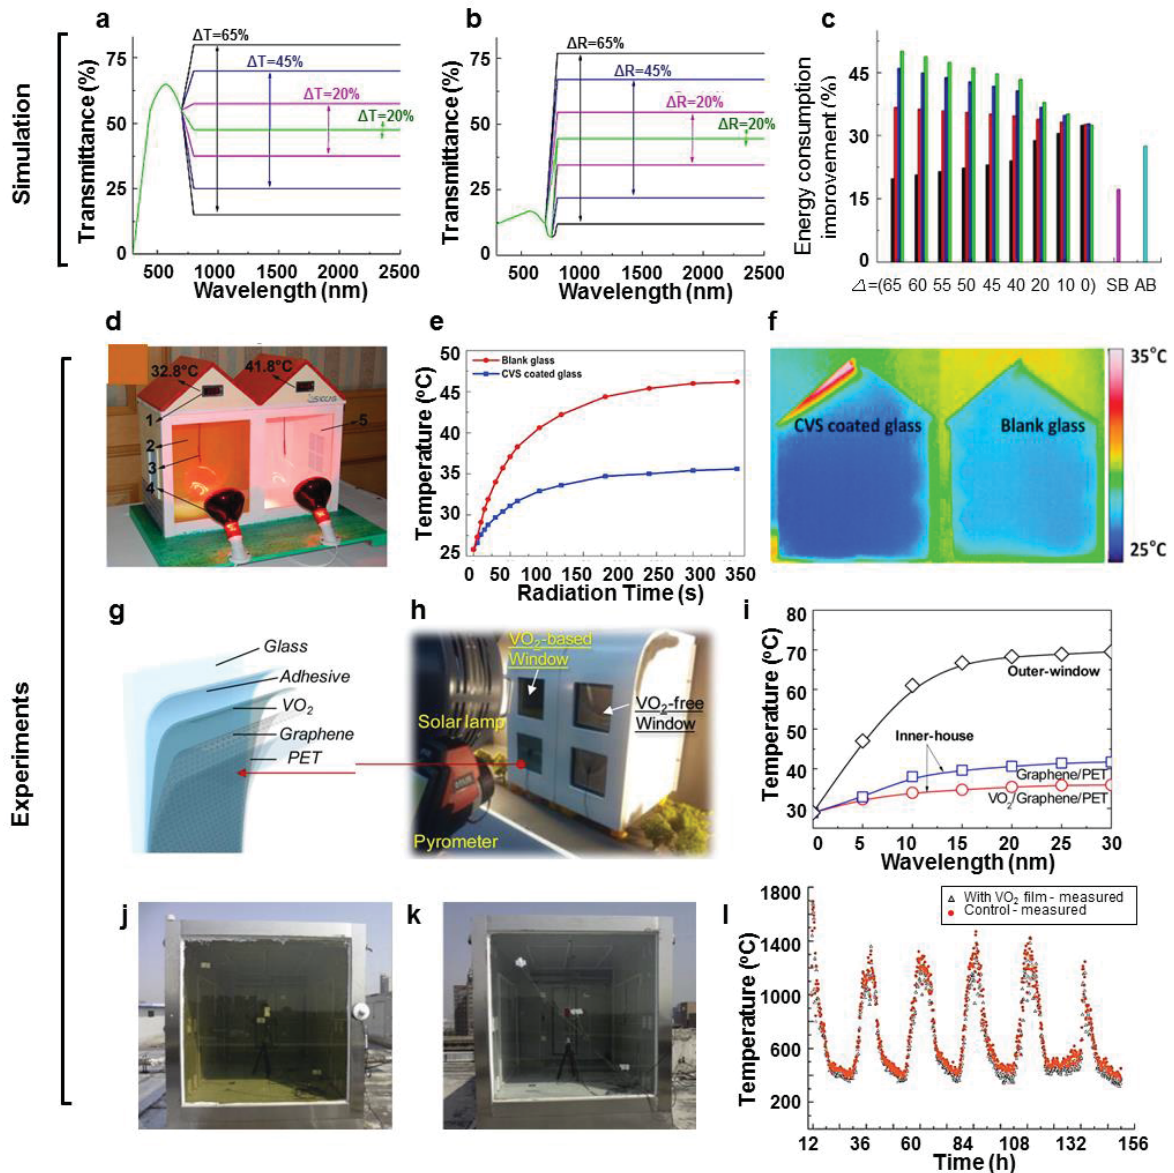 Simulation
a
Transmittance (%)
75
50
25
0
ΔT=65%
ΔT=45%
ΔT=20%
ΔT=20%
500 1000 1500 2000 2500
Wavelength (nm)
b
Transmittance (%)
75
50
25
0
ΔR=65%
ΔR=45%
ΔR=20%
ΔR=20%
500 1000 1500 2000 2500
Wavelength (nm)
c
Energy consumption
improvement (%)
45
30
15
0
⊿=(65 60 55 50 45 40 20 10 0) SB AB
Experiments
d
32.8°C
41.8°C
1
2
3
4
5
e
Temperature (ºC)
50
45
40
35
31
25
Blank glass
CVS coated glass
0 50 100 150 200 250 300 350
Radiation Time (s)
f
CVS coated glass
Blank glass
35°C
25°C
g
Glass
Adhesive
VO₂
Graphene
PET
h
VO₂-based
Window
VO₂-free
Window
Solar lamp
Pyrometer
i
Temperature (ºC)
80
70
60
50
40
30
Outer-window
Inner-house
Graphene/PET
VO₂/Graphene/PET
0 5 10 15 20 25 30
Wavelength (nm)
j
k
l
Temperature (ºC)
1800
1400
1000
600
200
With VO₂ film - measured
Control - measured
12 36 60 84 108 132 156
Time (h)